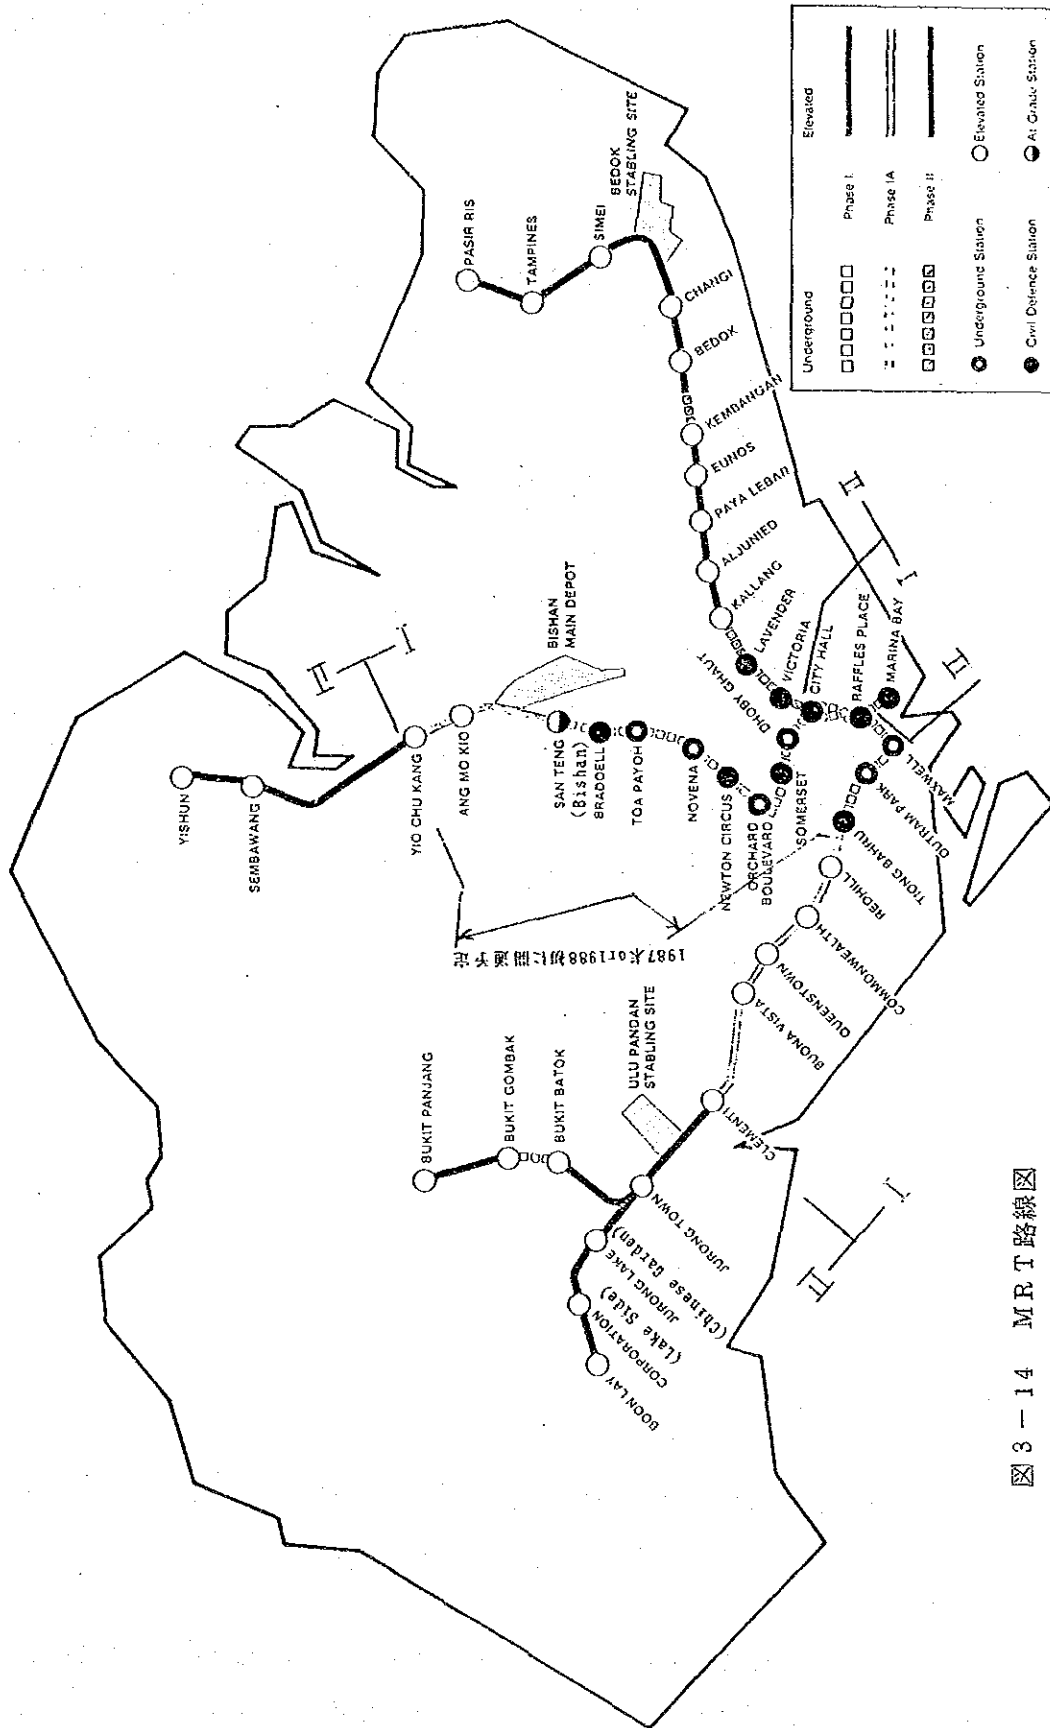 PASIR RIS
TAMPINES
SIMEI
BEDOK
STABLING SITE
CHANGI
BEDOK
KEMBANGAN
EUNOS
PAYA LEBAR
ALJUNIED
KALLANG
LAVENDER
VICTORIA
CITY HALL
RAFFLES PLACE
MARINA BAY
DHOBY GHAUT
SOMERSET
ORCHARD
BOULEVARD
NEWTON CIRCUS
NOVENA
TOA PAYOH
BRADDELL
SAN TENG
(Bishan)
BISHAN
MAIN DEPOT
ANG MO KIO
YIO CHU KANG
SEMBAWANG
YISHUN
MAXWELL
OUTRAM PARK
TIONG BAHRU
REDHILL
COMMONWEALTH
QUEENSTOWN
BUONA VISTA
CLEMENTI
ULU PANDAN
STABLING SITE
BUKIT PANJANG
BUKIT GOMBAK
BUKIT BATOK
JURONG TOWN
(Chinese Garden)
JURONG LAKE
(Lake Side)
CORPORATION
BOON LAY
1987末or1988初に開通予定
II
I
II
I
II
II
I
Underground
Elevated
Phase I
Phase IA
Phase II
Underground Station
Elevated Station
Civil Defence Station
At Grade Station
図3-14 MRT路線図